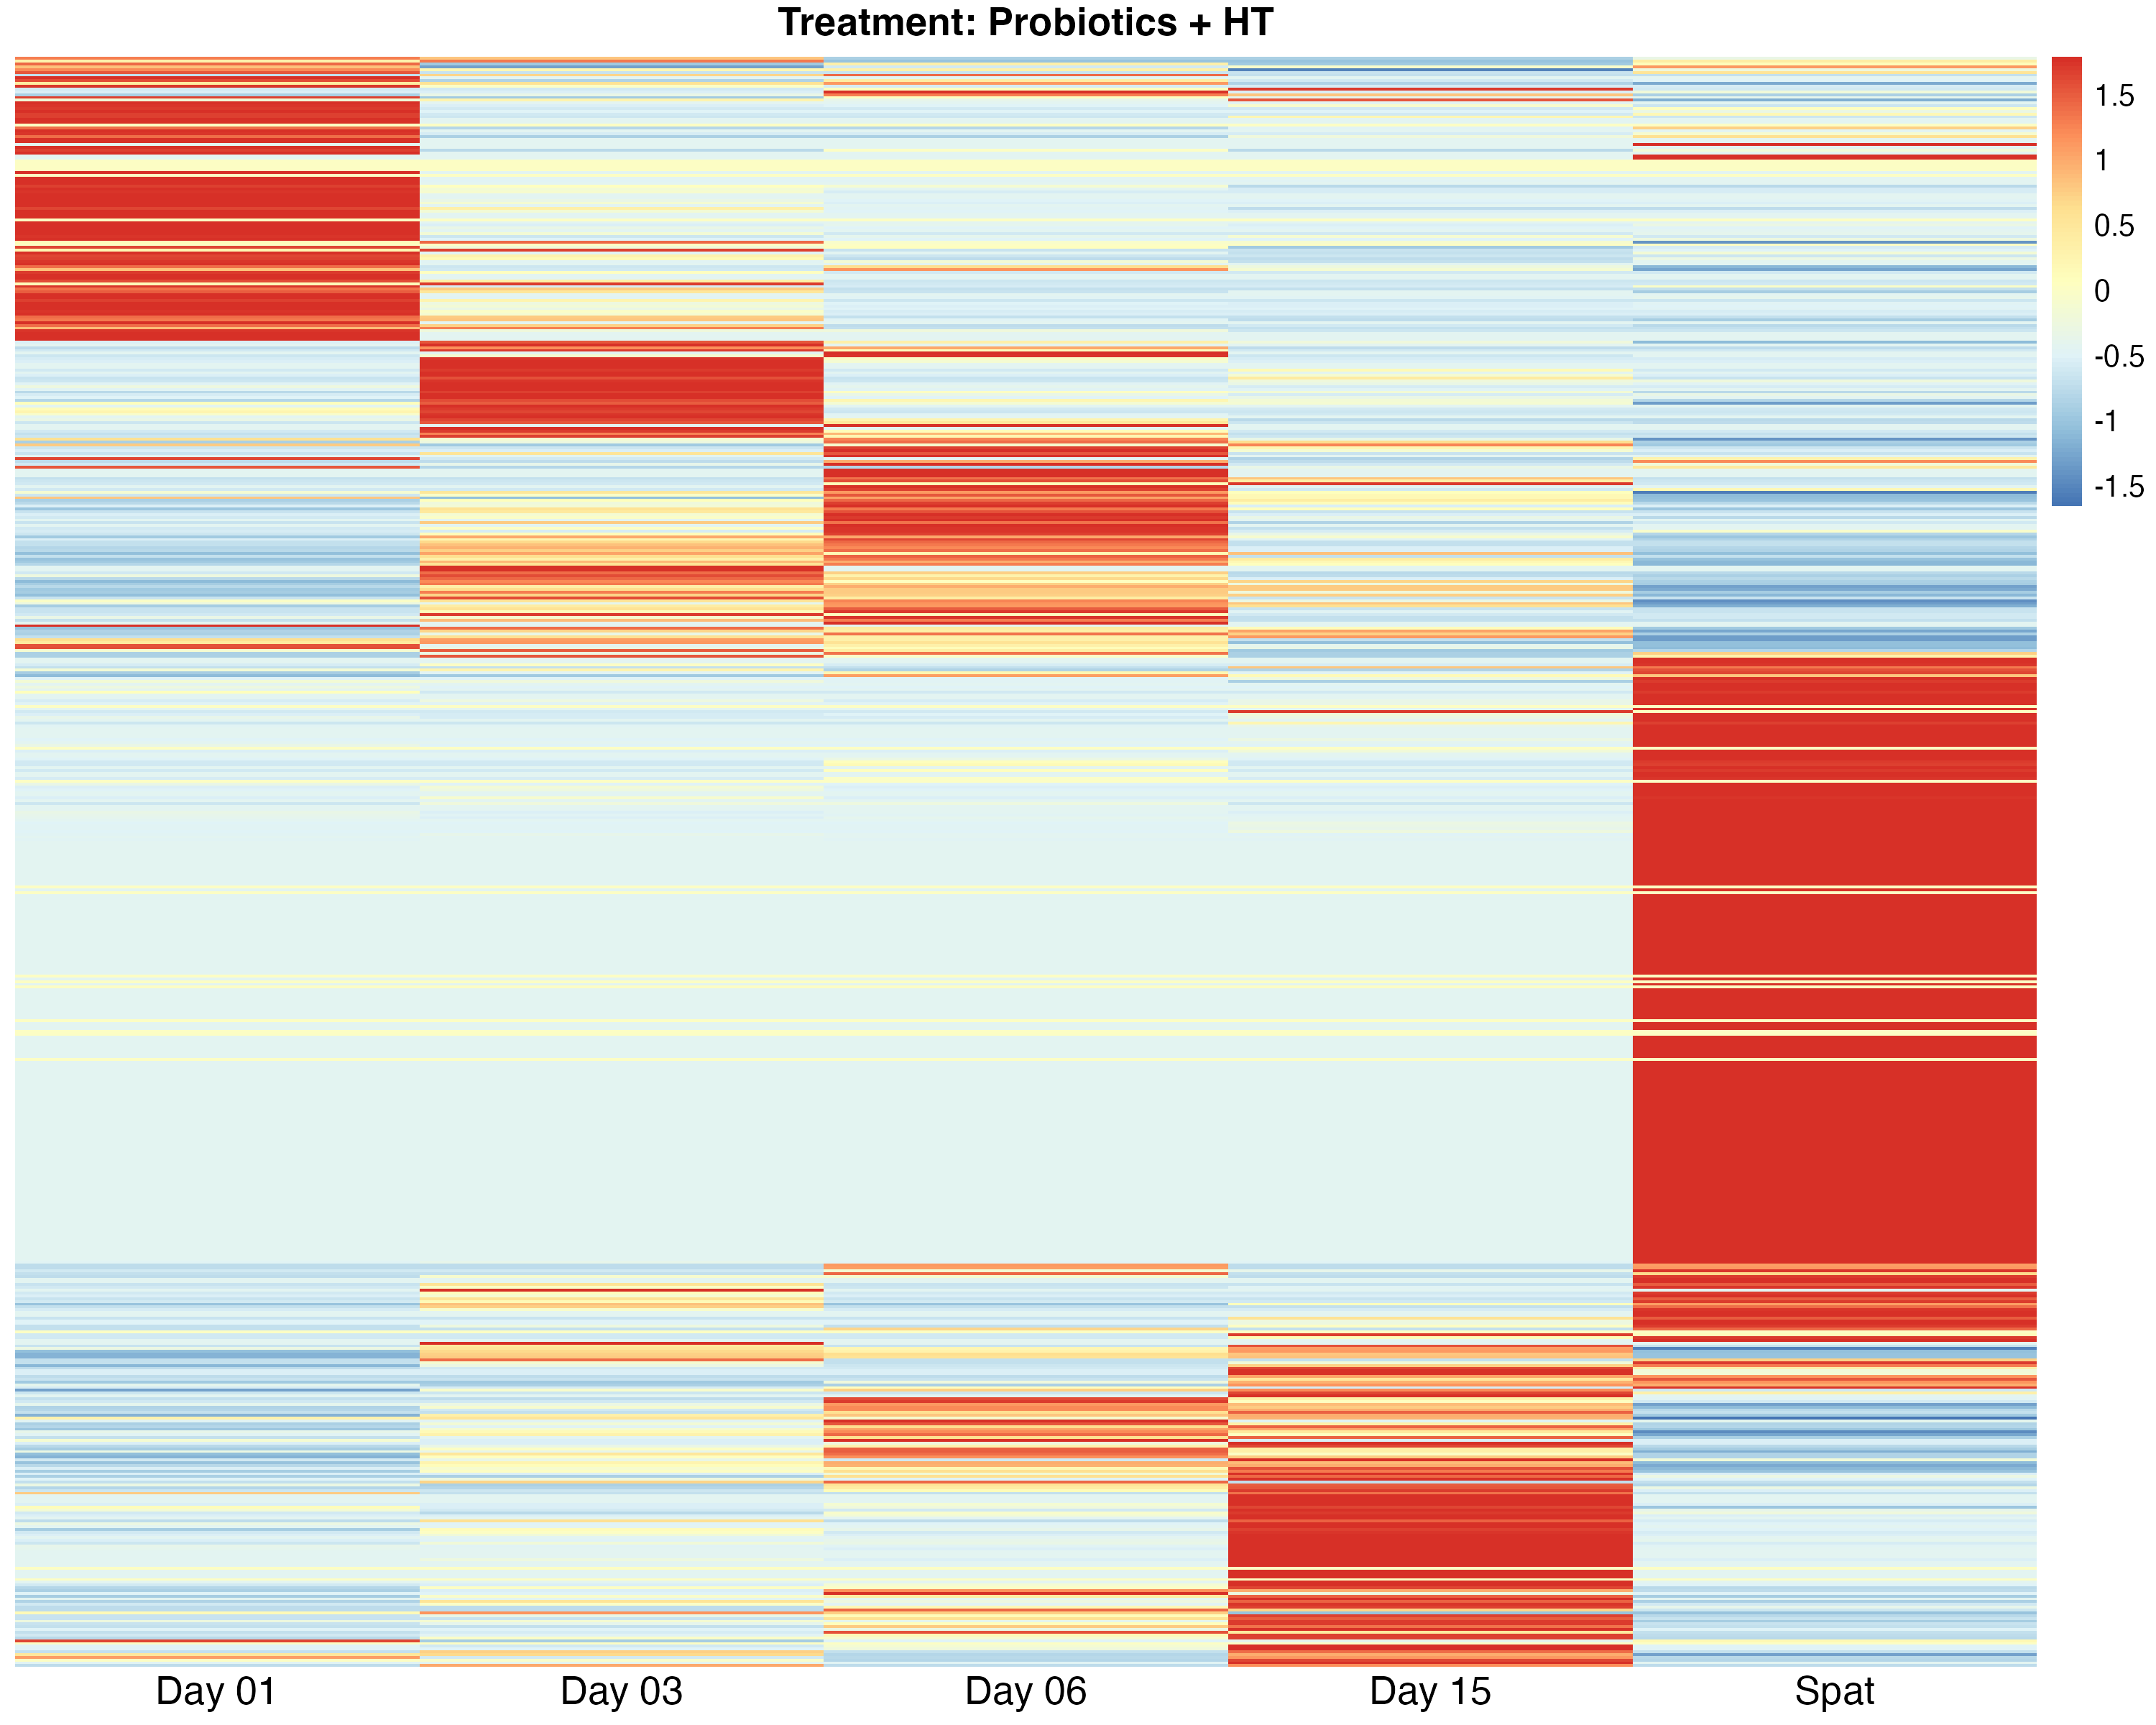 Treatment: Probiotics + HT
1.5
1
0.5
0
-0.5
-1
-1.5
Day 01
Day 03
Day 06
Day 15
Spat